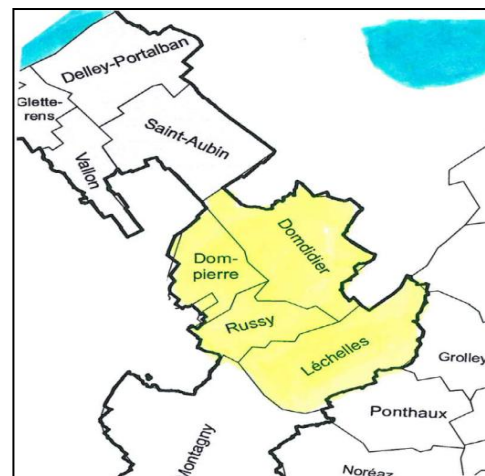 Delley-Portalban
Glette-
rens
Saint-Aubin
Vallon
Domdidier
Dom-
pierre
Russy
Léchelles
Grolley
Ponthaux
Montagny
Noréaz